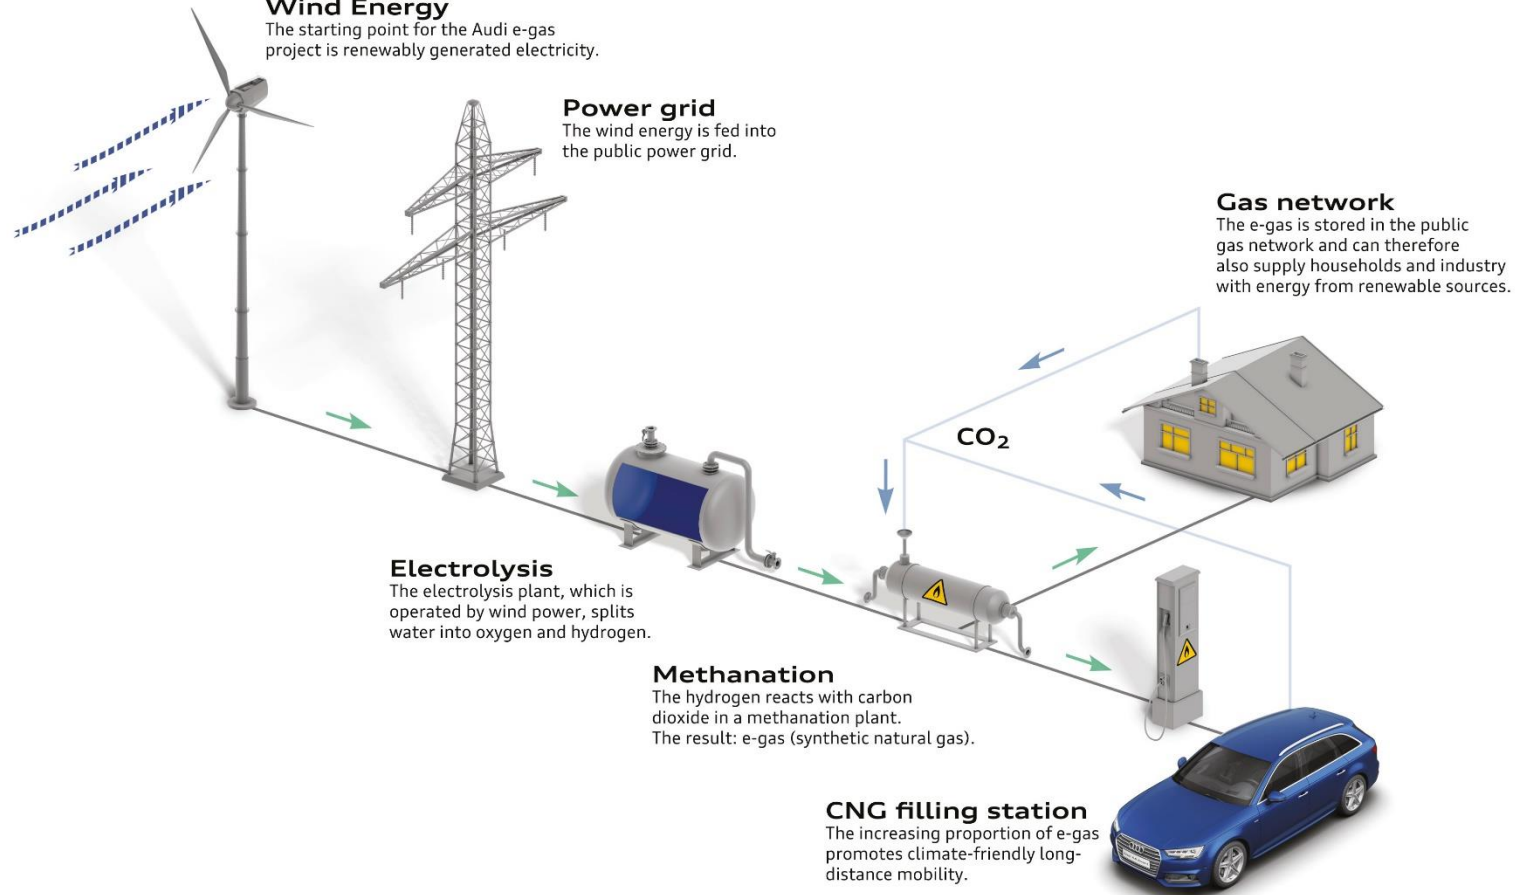 Wind Energy
The starting point for the Audi e-gas
project is renewably generated electricity.
Power grid
The wind energy is fed into
the public power grid.
Gas network
The e-gas is stored in the public
gas network and can therefore
also supply households and industry
with energy from renewable sources.
CO₂
Electrolysis
The electrolysis plant, which is
operated by wind power, splits
water into oxygen and hydrogen.
Methanation
The hydrogen reacts with carbon
dioxide in a methanation plant.
The result: e-gas (synthetic natural gas).
CNG filling station
The increasing proportion of e-gas
promotes climate-friendly long-
distance mobility.